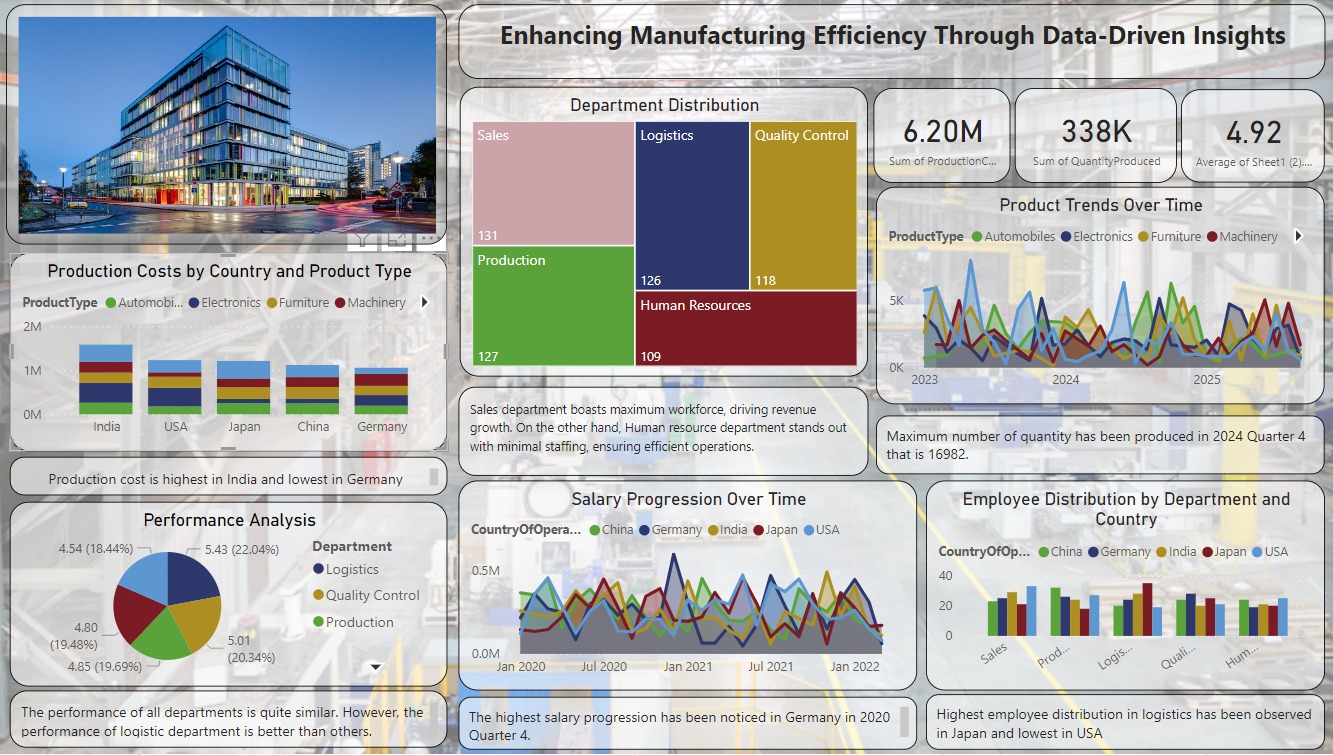 Enhancing Manufacturing Efficiency Through Data-Driven Insights
Department Distribution
Sales
131
Production
127
Logistics
126
Quality Control
118
Human Resources
109
6.20M
Sum of ProductionC...
338K
Sum of QuantityProduced
4.92
Average of Sheet1 (2)....
Product Trends Over Time
ProductType Automobiles Electronics Furniture Machinery
5K
0K
2023 2024 2025
Production Costs by Country and Product Type
ProductType Automobi... Electronics Furniture Machinery
2M
1M
0M
India USA Japan China Germany
Sales department boasts maximum workforce, driving revenue
growth. On the other hand, Human resource department stands out
with minimal staffing, ensuring efficient operations.
Maximum number of quantity has been produced in 2024 Quarter 4
that is 16982.
Production cost is highest in India and lowest in Germany
Performance Analysis
4.54 (18.44%)
5.43 (22.04%)
4.80
(19.48%)
4.85 (19.69%)
5.01
(20.34%)
Department
Logistics
Quality Control
Production
Salary Progression Over Time
CountryOfOpera... China Germany India Japan USA
0.5M
0.0M
Jan 2020 Jul 2020 Jan 2021 Jul 2021 Jan 2022
Employee Distribution by Department and
Country
CountryOfOp... China Germany India Japan USA
40
20
0
Sales Prod... Logis... Quali... Hum...
The performance of all departments is quite similar. However, the
performance of logistic department is better than others.
The highest salary progression has been noticed in Germany in 2020
Quarter 4.
Highest employee distribution in logistics has been observed
in Japan and lowest in USA